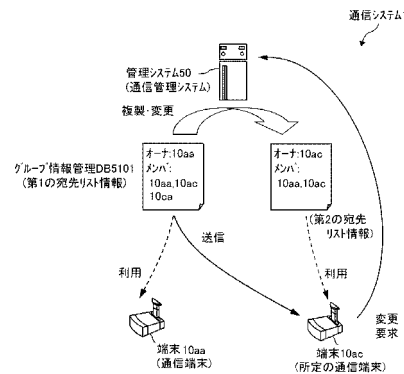 通信システム1
管理システム50
(通信管理システム)
複製・変更
グループ情報管理DB5101
(第1の宛先リスト情報)
オーナ:10aa
メンバ:
10aa,10ac
10ca
オーナ:10ac
メンバ:
10aa,10ac
(第2の宛先
リスト情報)
送信
利用
利用
変更
要求
端末10aa
(通信端末)
端末10ac
(所定の通信端末)